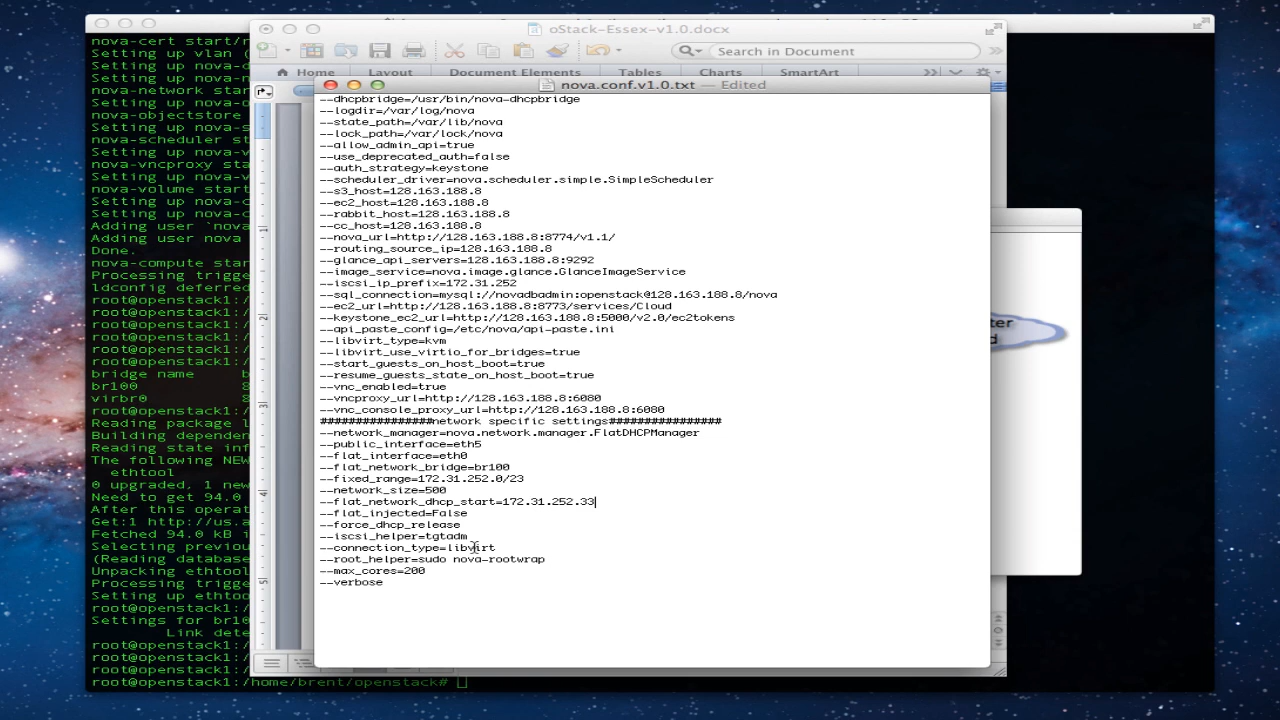 oStack-Essex-v1.0.docx
Search in Document
Home Layout Document Elements Tables Charts SmartArt
nova.conf.v1.0.txt — Edited
nova-cert start/r
Setting up vlan (
Setting up nova-d
Setting up nova-n
nova-network star
Setting up nova-o
nova-objectstore
Setting up nova-s
nova-scheduler st
Setting up nova-v
nova-vncproxy sta
Setting up nova-v
nova-volume start
Setting up nova-c
Setting up nova-c
Adding user `nova
Adding user nova
Done.
nova-compute star
Processing trigge
ldconfig deferred
root@openstack1:/
root@openstack1:/
root@openstack1:/
root@openstack1:/
root@openstack1:/
root@openstack1:/
bridge name b
br100 8
virbr0 8
root@openstack1:/
Reading package l
Building dependen
Reading state inf
The following NEW
ethtool
0 upgraded, 1 new
Need to get 94.0
After this operat
Get:1 http://us.a
Fetched 94.0 kB i
Selecting previou
(Reading database
Unpacking ethtool
Processing trigge
Setting up ethtoo
root@openstack1:/
Settings for br10
Link dete
root@openstack1:/
root@openstack1:/
root@openstack1:/
root@openstack1:/home/brent/openstack#
--dhcpbridge=/usr/bin/nova-dhcpbridge
--logdir=/var/log/nova
--state_path=/var/lib/nova
--lock_path=/var/lock/nova
--allow_admin_api=true
--use_deprecated_auth=false
--auth_strategy=keystone
--scheduler_driver=nova.scheduler.simple.SimpleScheduler
--s3_host=128.163.188.8
--ec2_host=128.163.188.8
--rabbit_host=128.163.188.8
--cc_host=128.163.188.8
--nova_url=http://128.163.188.8:8774/v1.1/
--routing_source_ip=128.163.188.8
--glance_api_servers=128.163.188.8:9292
--image_service=nova.image.glance.GlanceImageService
--iscsi_ip_prefix=172.31.252
--sql_connection=mysql://novadbadmin:openstack@128.163.188.8/nova
--ec2_url=http://128.163.188.8:8773/services/Cloud
--keystone_ec2_url=http://128.163.188.8:5000/v2.0/ec2tokens
--api_paste_config=/etc/nova/api-paste.ini
--libvirt_type=kvm
--libvirt_use_virtio_for_bridges=true
--start_guests_on_host_boot=true
--resume_guests_state_on_host_boot=true
--vnc_enabled=true
--vncproxy_url=http://128.163.188.8:6080
--vnc_console_proxy_url=http://128.163.188.8:6080
################network specific settings################
--network_manager=nova.network.manager.FlatDHCPManager
--public_interface=eth5
--flat_interface=eth0
--flat_network_bridge=br100
--fixed_range=172.31.252.0/23
--network_size=500
--flat_network_dhcp_start=172.31.252.33
--flat_injected=False
--force_dhcp_release
--iscsi_helper=tgtadm
--connection_type=libvirt
--root_helper=sudo nova-rootwrap
--max_cores=200
--verbose
1
2
3
4
5
ter
d